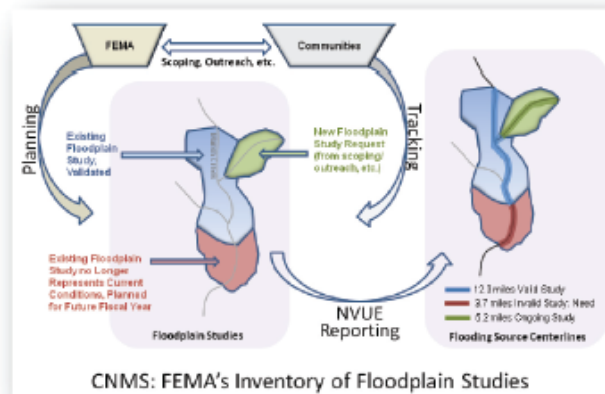 FEMA
Communities
Scoping, Outreach, etc.
Planning
Tracking
Existing
Floodplain
Study,
Validated
New Floodplain
Study Request
(from scoping/
outreach, etc.)
Existing Floodplain
Study no Longer
Represents Current
Conditions, Planned
for Future Fiscal Year
Floodplain Studies
NVUE
Reporting
miles Valid Study
3.7 miles Invalid Study: Need
5.2 miles Ongoing Study
Flooding Source Centerlines
CNMS: FEMA's Inventory of Floodplain Studies